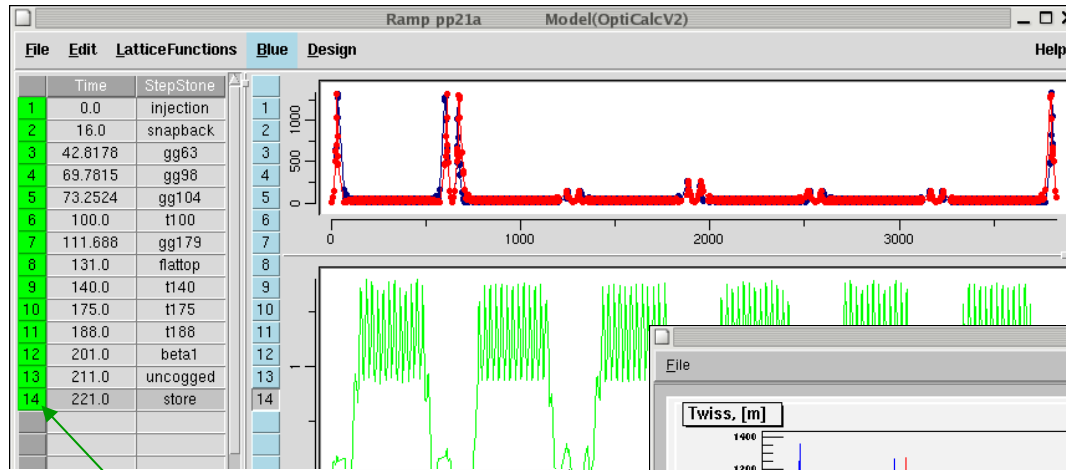 Ramp pp21a Model(OptiCalcV2)
File Edit LatticeFunctions Blue Design Help
Time StepStone
1 0.0 injection 1
2 16.0 snapback 2
3 42.8178 gg63 3
4 69.7815 gg98 4
5 73.2524 gg104 5
6 100.0 t100 6
7 111.688 gg179 7
8 131.0 flattop 8
9 140.0 t140 9
10 175.0 t175 10
11 188.0 t188 11
12 201.0 beta1 12
13 211.0 uncogged 13
14 221.0 store 14
1000
500
0
0 1000 2000 3000
1
File
Twiss, [m]
1400
1200